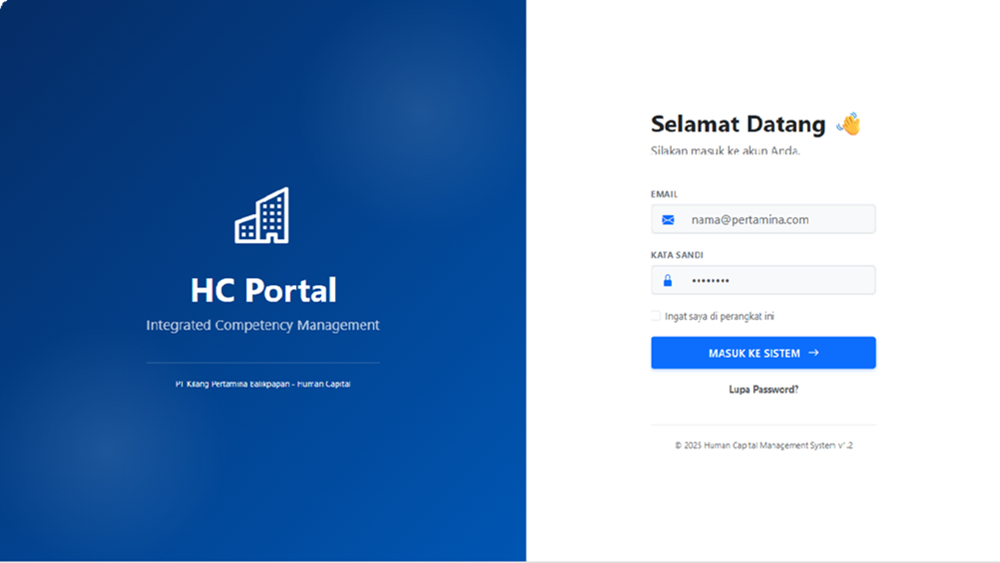 HC Portal
Integrated Competency Management
PT Kilang Pertamina Balikpapan - Human Capital
Selamat Datang 👋
Silakan masuk ke akun Anda.
EMAIL
nama@pertamina.com
KATA SANDI
••••••••
Ingat saya di perangkat ini
MASUK KE SISTEM →
Lupa Password?
© 2025 Human Capital Management System v1.2